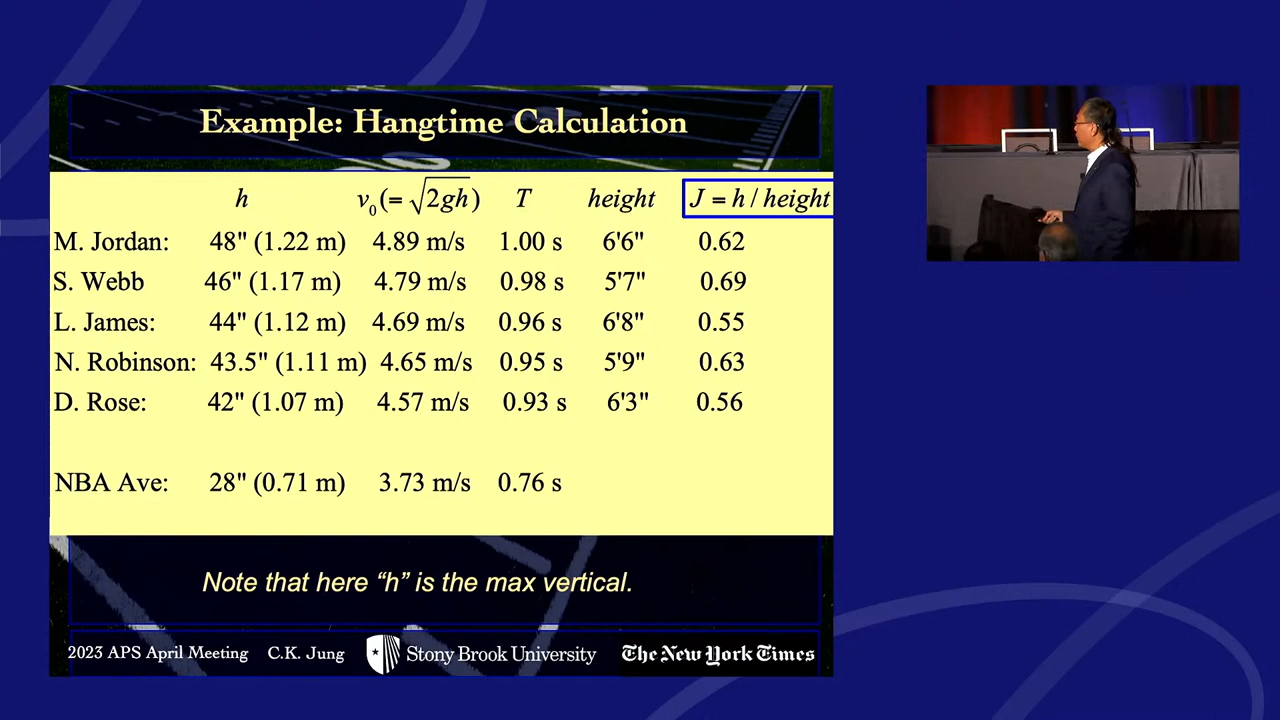 Example: Hangtime Calculation
h v₀(= √2gh) T height J = h / height
M. Jordan: 48" (1.22 m) 4.89 m/s 1.00 s 6'6" 0.62
S. Webb 46" (1.17 m) 4.79 m/s 0.98 s 5'7" 0.69
L. James: 44" (1.12 m) 4.69 m/s 0.96 s 6'8" 0.55
N. Robinson: 43.5" (1.11 m) 4.65 m/s 0.95 s 5'9" 0.63
D. Rose: 42" (1.07 m) 4.57 m/s 0.93 s 6'3" 0.56
NBA Ave: 28" (0.71 m) 3.73 m/s 0.76 s
Note that here “h” is the max vertical.
2023 APS April Meeting C.K. Jung Stony Brook University The New York Times